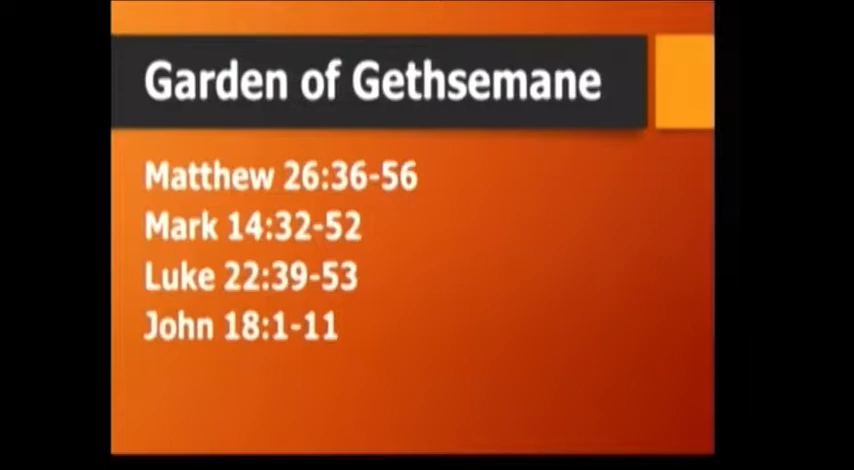 Garden of Gethsemane
Matthew 26:36-56
Mark 14:32-52
Luke 22:39-53
John 18:1-11